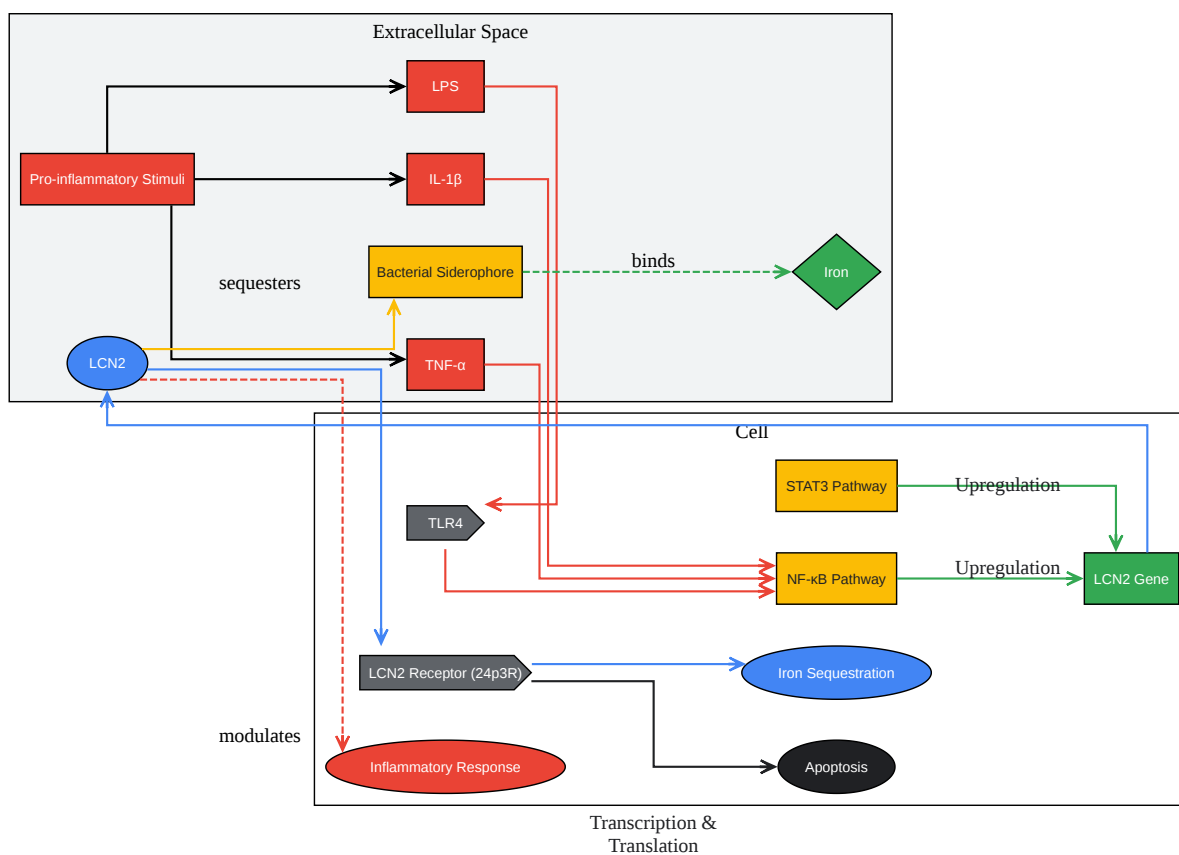 Extracellular Space
LPS
Pro-inflammatory Stimuli
IL-1β
Bacterial Siderophore
binds
Iron
sequesters
LCN2
TNF-α
Cell
STAT3 Pathway
Upregulation
TLR4
NF-κB Pathway
Upregulation
LCN2 Gene
LCN2 Receptor (24p3R)
Iron Sequestration
modulates
Inflammatory Response
Apoptosis
Transcription &
Translation